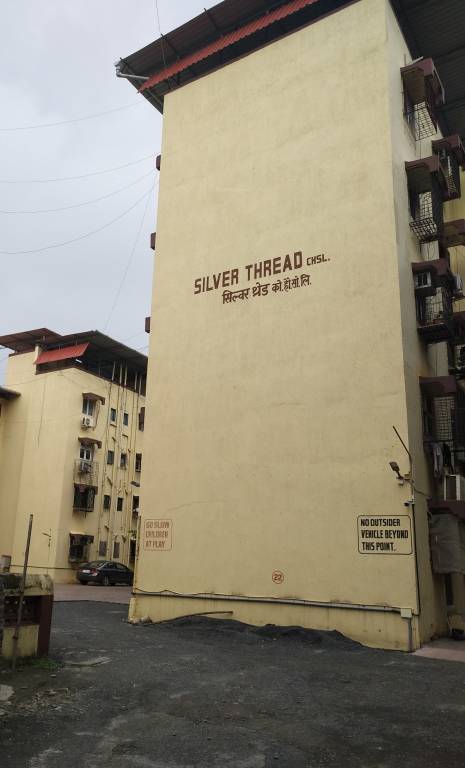 SILVER THREAD CHSL.
सिल्वर थ्रेड को.हौ.सो.लि.
GO SLOW
CHILDREN
AT PLAY
NO OUTSIDER
VEHICLE BEYOND
THIS POINT.
22